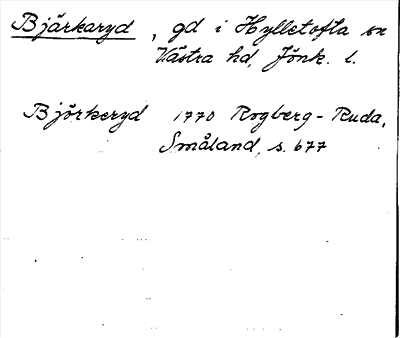 Bjärkaryd, gd i Hylletofta sn
Västra hd, Jönk. l.
Björkeryd 1770 Rogberg - Ruda,
Småland, s. 677